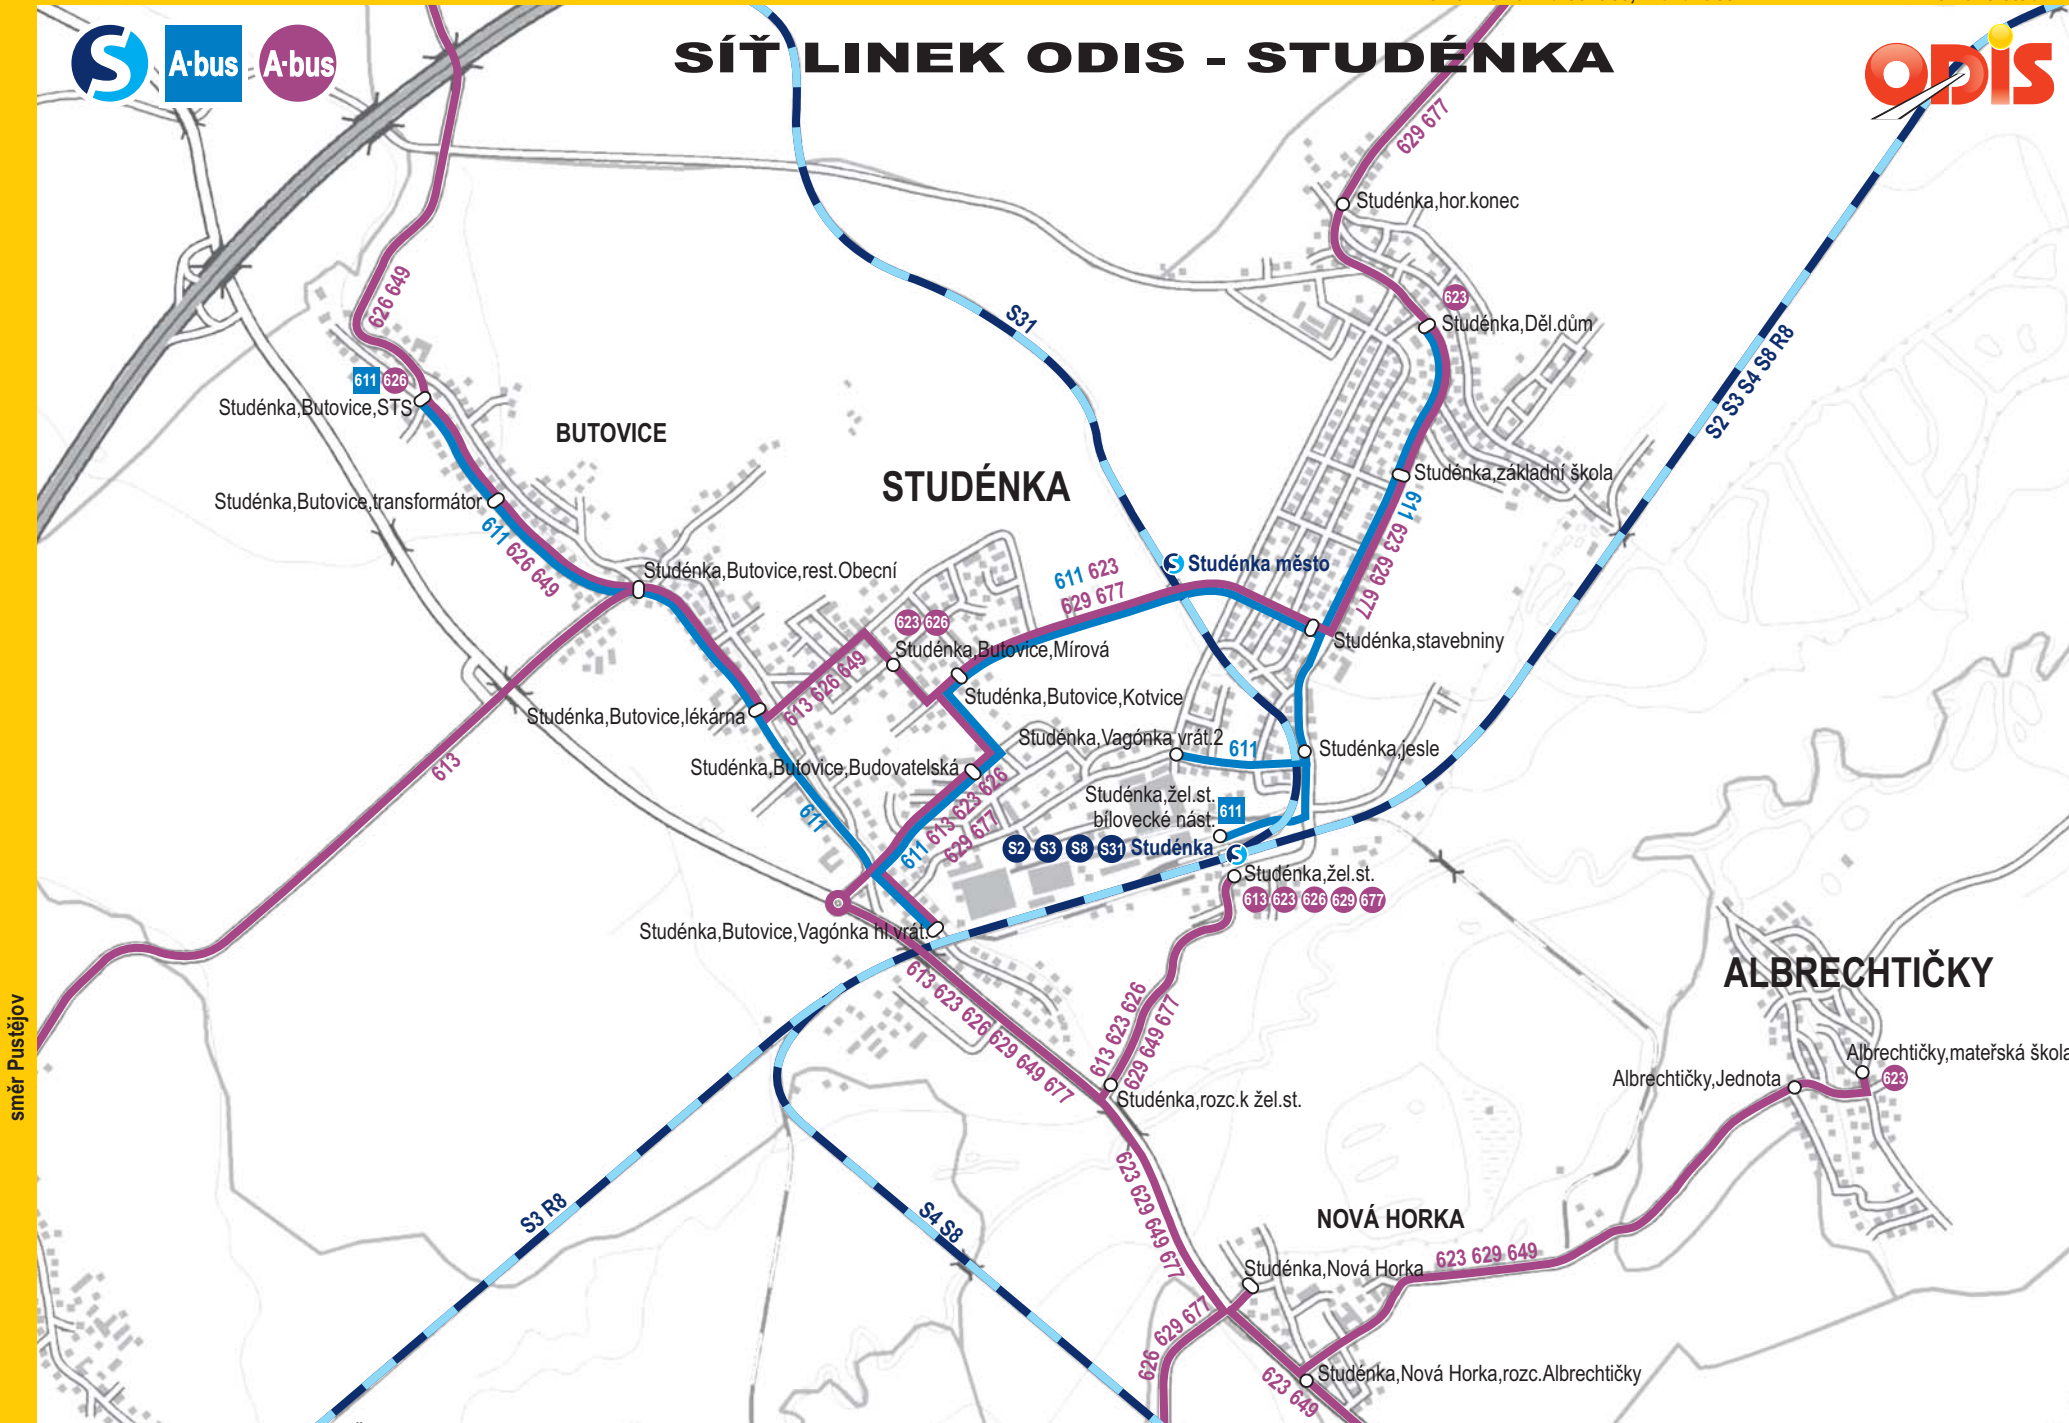 S A-bus A-bus
SÍŤ LINEK ODIS - STUDÉNKA
ODIS
629 677
Studénka,hor.konec
626 649
S31
623
Studénka,Děl.dům
S2 S3 S4 S8 R8
611 626
Studénka,Butovice,STS
BUTOVICE
STUDÉNKA
Studénka,základní škola
Studénka,Butovice,transformátor
611 626 649
611
623 629 677
Studénka,Butovice,rest.Obecní
611 623
629 677
S Studénka město
623 626
Studénka,Butovice,Mírová
Studénka,stavebniny
613 626 649
Studénka,Butovice,Kotvice
Studénka,Butovice,lékárna
Studénka,Vagónka vrát.2
611
Studénka,jesle
613
Studénka,Butovice,Budovatelská
Studénka,žel.st.
bílovecké nást.
611
611
611 613 623 626
629 677
S2 S3 S8 S31 Studénka
S
Studénka,žel.st.
613 623 626 629 677
Studénka,Butovice,Vagónka hl.vrát.
613 623 626 629 649 677
613 623 626
629 649 677
ALBRECHTIČKY
směr Pustějov
Albrechtičky,mateřská škola
623
Albrechtičky,Jednota
Studénka,rozc.k žel.st.
623 629 649 677
S3 R8
S4 S8
NOVÁ HORKA
623 629 649
Studénka,Nová Horka
626 629 677
Studénka,Nová Horka,rozc.Albrechtičky
623 649